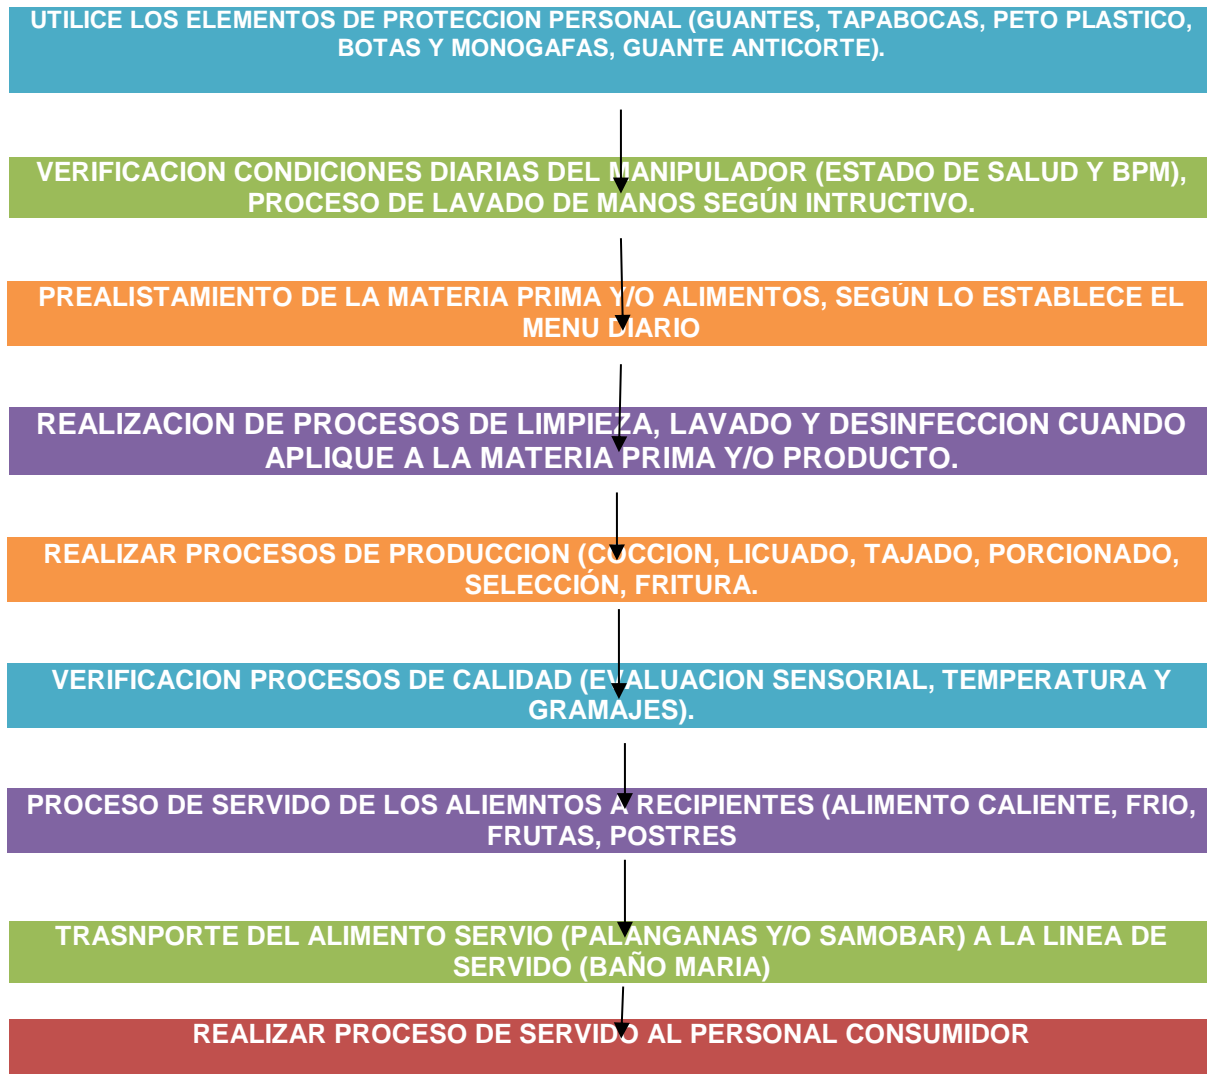 UTILICE LOS ELEMENTOS DE PROTECCION PERSONAL (GUANTES, TAPABOCAS, PETO PLASTICO,
BOTAS Y MONOGAFAS, GUANTE ANTICORTE).
VERIFICACION CONDICIONES DIARIAS DEL MANIPULADOR (ESTADO DE SALUD Y BPM),
PROCESO DE LAVADO DE MANOS SEGÚN INTRUCTIVO.
PREALISTAMIENTO DE LA MATERIA PRIMA Y/O ALIMENTOS, SEGÚN LO ESTABLECE EL
MENU DIARIO
REALIZACION DE PROCESOS DE LIMPIEZA, LAVADO Y DESINFECCION CUANDO
APLIQUE A LA MATERIA PRIMA Y/O PRODUCTO.
REALIZAR PROCESOS DE PRODUCCION (COCCION, LICUADO, TAJADO, PORCIONADO,
SELECCIÓN, FRITURA.
VERIFICACION PROCESOS DE CALIDAD (EVALUACION SENSORIAL, TEMPERATURA Y
GRAMAJES).
PROCESO DE SERVIDO DE LOS ALIEMNTOS A RECIPIENTES (ALIMENTO CALIENTE, FRIO,
FRUTAS, POSTRES
TRASNPORTE DEL ALIMENTO SERVIO (PALANGANAS Y/O SAMOBAR) A LA LINEA DE
SERVIDO (BAÑO MARIA)
REALIZAR PROCESO DE SERVIDO AL PERSONAL CONSUMIDOR